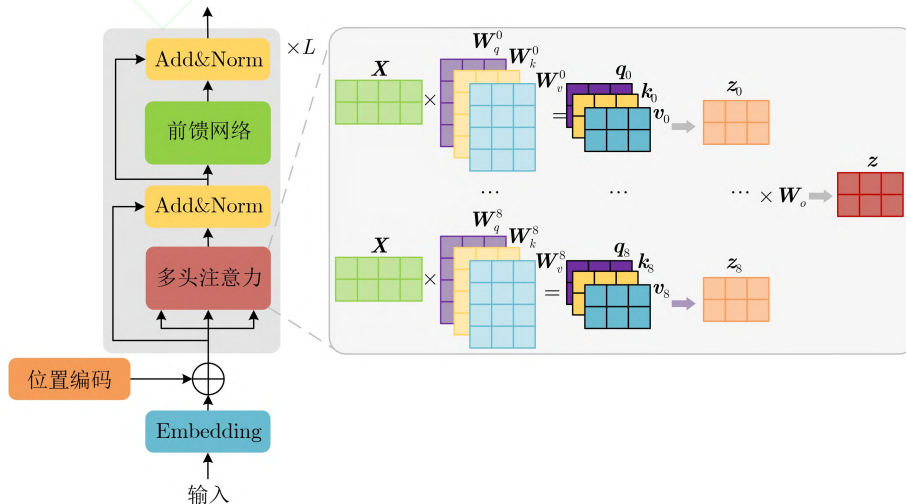 Add&Norm
× L
前馈网络
Add&Norm
多头注意力
位置编码
Embedding
输入
X
×
W_q^0
W_k^0
W_v^0
=
q_0
k_0
v_0
z_0
...
...
...
× W_o
z
X
×
W_q^8
W_k^8
W_v^8
=
q_8
k_8
v_8
z_8